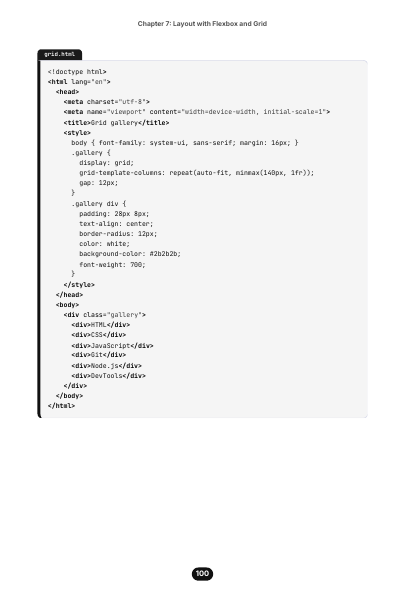 Chapter 7: Layout with Flexbox and Grid
grid.html
<!doctype html>
<html lang="en">
  <head>
    <meta charset="utf-8">
    <meta name="viewport" content="width=device-width, initial-scale=1">
    <title>Grid gallery</title>
    <style>
      body { font-family: system-ui, sans-serif; margin: 16px; }
      .gallery {
        display: grid;
        grid-template-columns: repeat(auto-fit, minmax(140px, 1fr));
        gap: 12px;
      }
      .gallery div {
        padding: 28px 8px;
        text-align: center;
        border-radius: 12px;
        color: white;
        background-color: #2b2b2b;
        font-weight: 700;
      }
    </style>
  </head>
  <body>
    <div class="gallery">
      <div>HTML</div>
      <div>CSS</div>
      <div>JavaScript</div>
      <div>Git</div>
      <div>Node.js</div>
      <div>DevTools</div>
    </div>
  </body>
</html>
100